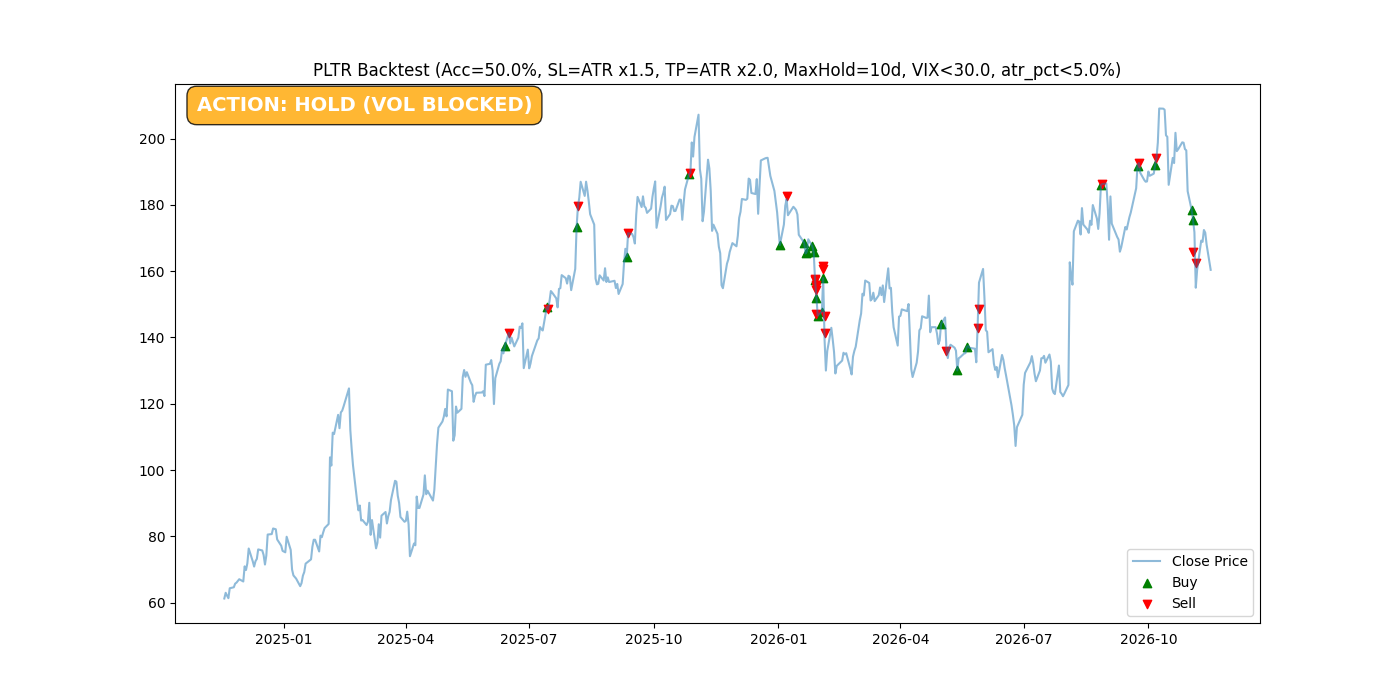 PLTR Backtest (Acc=50.0%, SL=ATR x1.5, TP=ATR x2.0, MaxHold=10d, VIX<30.0, atr_pct<5.0%)
ACTION: HOLD (VOL BLOCKED)
200
180
160
140
120
100
80
60
Close Price
Buy
Sell
2025-01 2025-04 2025-07 2025-10 2026-01 2026-04 2026-07 2026-10